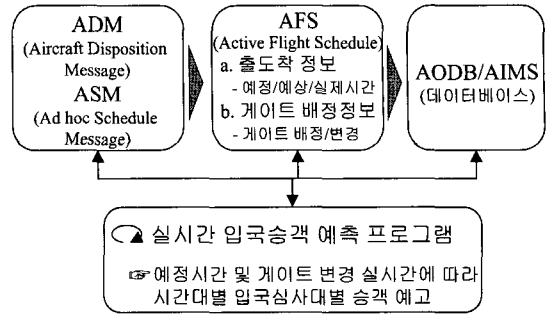 ADM
(Aircraft Disposition
Message)
ASM
(Ad hoc Schedule
Message)
AFS
(Active Flight Schedule)
a. 출도착 정보
- 예정/예상/실제시간
b. 게이트 배정정보
- 게이트 배정/변경
AODB/AIMS
(데이터베이스)
실시간 입국승객 예측 프로그램
☞예정시간 및 게이트 변경 실시간에 따라
시간대별 입국심사대별 승객 예고